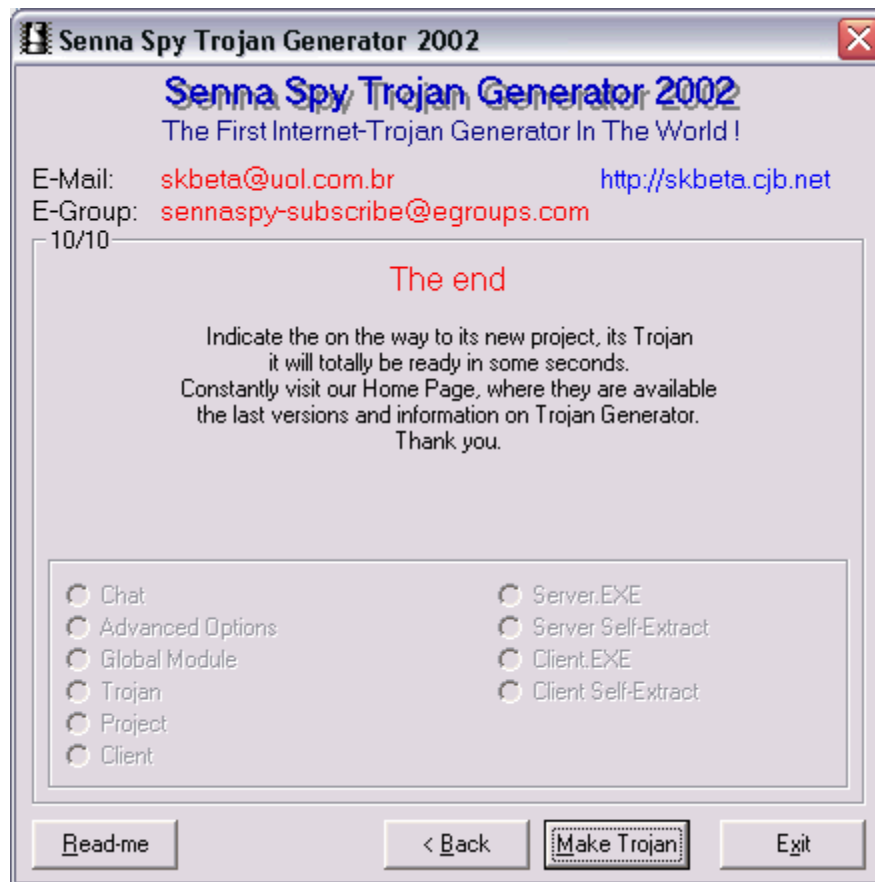 Senna Spy Trojan Generator 2002
Senna Spy Trojan Generator 2002
The First Internet-Trojan Generator In The World !
E-Mail: skbeta@uol.com.br http://skbeta.cjb.net
E-Group: sennaspy-subscribe@egroups.com
10/10
The end
Indicate the on the way to its new project, its Trojan
it will totally be ready in some seconds.
Constantly visit our Home Page, where they are available
the last versions and information on Trojan Generator.
Thank you.
Chat
Advanced Options
Global Module
Trojan
Project
Client
Server.EXE
Server Self-Extract
Client.EXE
Client Self-Extract
Read-me
< Back
Make Trojan
Exit